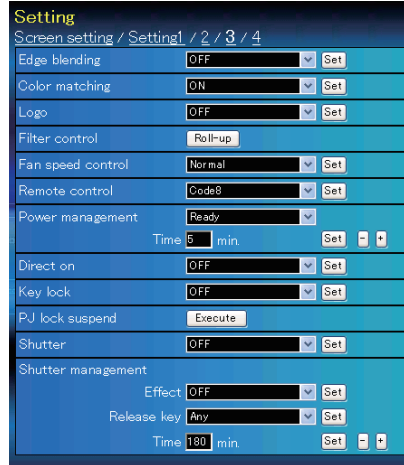 Setting
Screen setting / Setting1 / 2 / 3 / 4
Edge blending OFF Set
Color matching ON Set
Logo OFF Set
Filter control Roll-up
Fan speed control Normal Set
Remote control Code8 Set
Power management Ready
Time 5 min. Set - +
Direct on OFF Set
Key lock OFF Set
PJ lock suspend Execute
Shutter OFF Set
Shutter management
Effect OFF Set
Release key Any Set
Time 180 min. Set - +